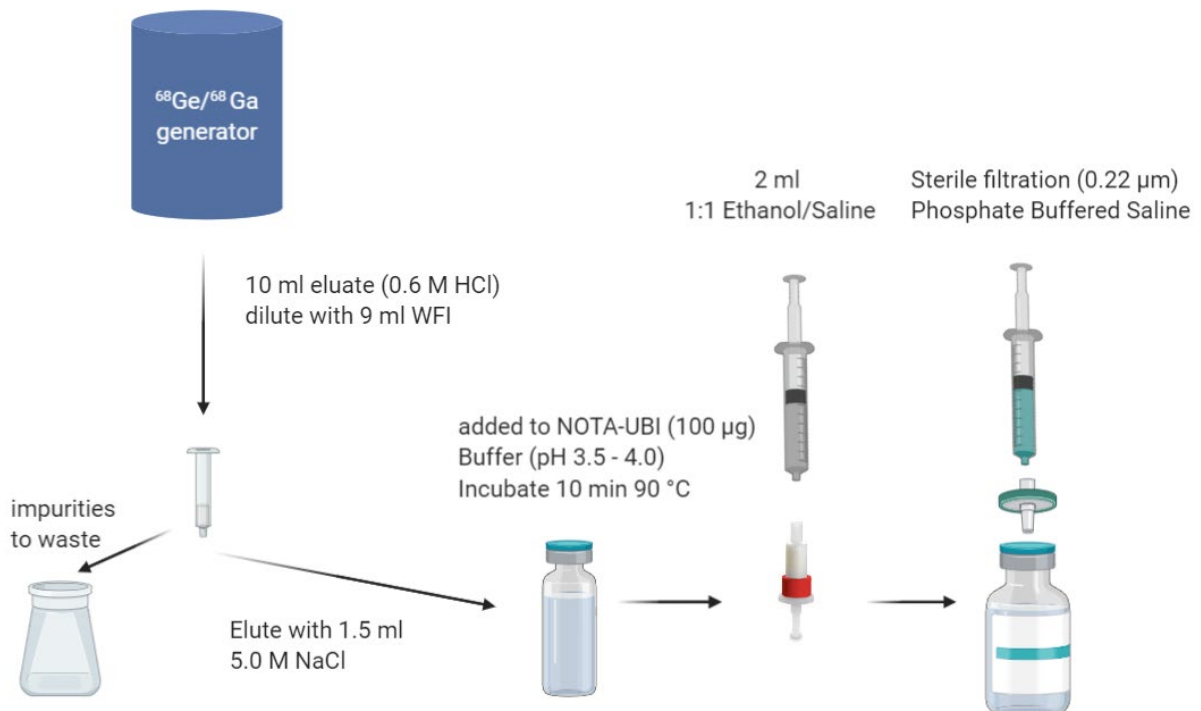 ⁶⁸Ge/⁶⁸Ga
generator
10 ml eluate (0.6 M HCl)
dilute with 9 ml WFI
impurities
to waste
Elute with 1.5 ml
5.0 M NaCl
added to NOTA-UBI (100 µg)
Buffer (pH 3.5 - 4.0)
Incubate 10 min 90 °C
2 ml
1:1 Ethanol/Saline
Sterile filtration (0.22 µm)
Phosphate Buffered Saline